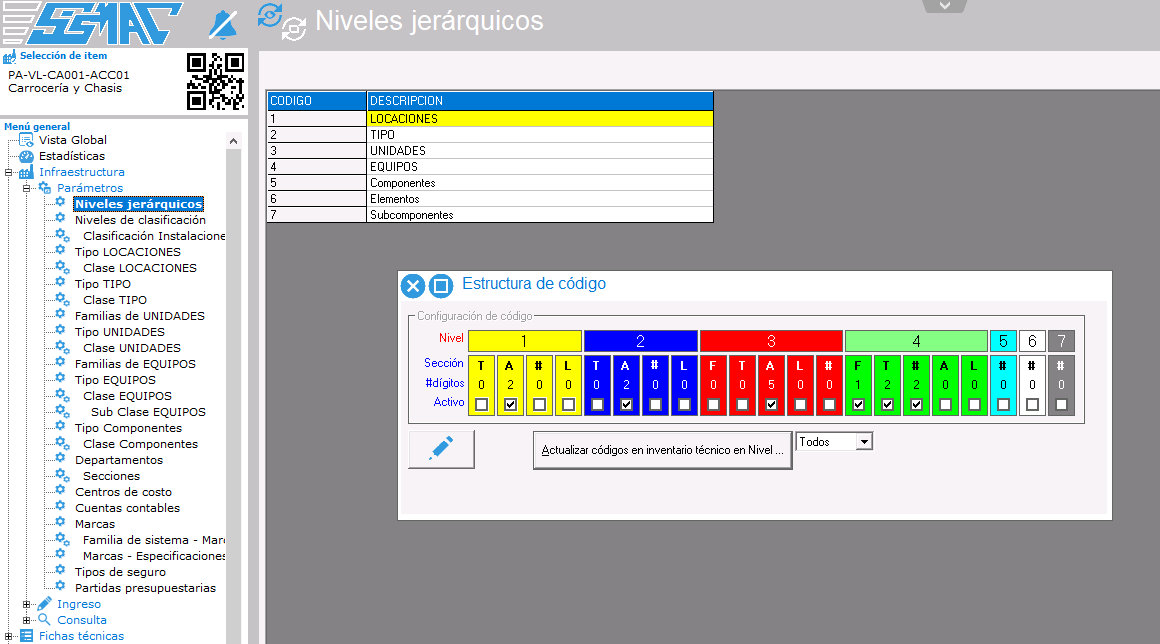 SGMAC
Niveles jerárquicos
Selección de item
PA-VL-CA001-ACC01
Carrocería y Chasis
Menú general
Vista Global
Estadísticas
Infraestructura
Parámetros
Niveles jerárquicos
Niveles de clasificación
Clasificación Instalacione
Tipo LOCACIONES
Clase LOCACIONES
Tipo TIPO
Clase TIPO
Familias de UNIDADES
Tipo UNIDADES
Clase UNIDADES
Familias de EQUIPOS
Tipo EQUIPOS
Clase EQUIPOS
Sub Clase EQUIPOS
Tipo Componentes
Clase Componentes
Departamentos
Secciones
Centros de costo
Cuentas contables
Marcas
Familia de sistema - Mar
Marcas - Especificaciones
Tipos de seguro
Partidas presupuestarias
Ingreso
Consulta
Fichas técnicas
CODIGO DESCRIPCION
1 LOCACIONES
2 TIPO
3 UNIDADES
4 EQUIPOS
5 Componentes
6 Elementos
7 Subcomponentes
Estructura de código
Configuración de código
Nivel 1 2 3 4 5 6 7
Sección T A # L T A # L F T A L # F T # A L # # #
#dígitos 0 2 0 0 0 2 0 0 0 0 5 0 0 1 2 2 0 0 0 0 0
Activo
Actualizar códigos en inventario técnico en Nivel ... Todos